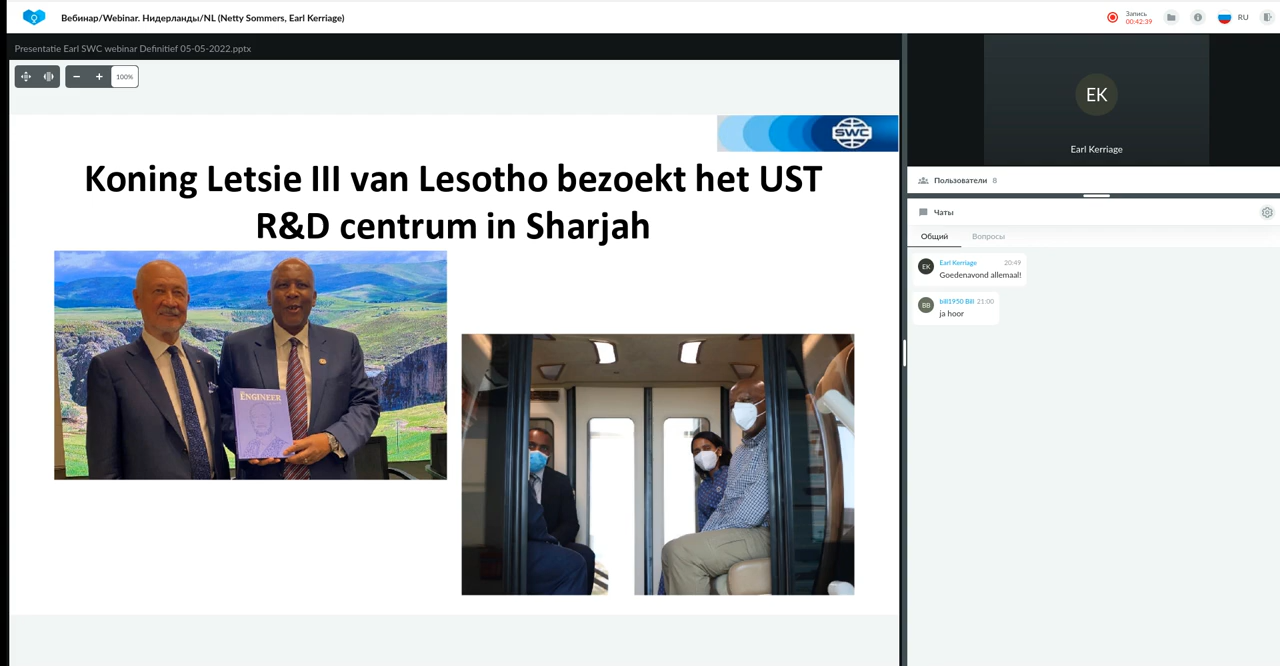 Вебинар/Webinar. Нидерланды/NL (Netty Sommers, Earl Kerriage)
Запись
00:42:39
RU
Presentatie Earl SWC webinar Definitief 05-05-2022.pptx
100%
SWC
Koning Letsie III van Lesotho bezoekt het UST
R&D centrum in Sharjah
ENGINEER
EK
Earl Kerriage
Пользователи 8
Чаты
Общий Вопросы
EK Earl Kerriage 20:49
Goedenavond allemaal!
BB bill1950 Bill 21:00
ja hoor